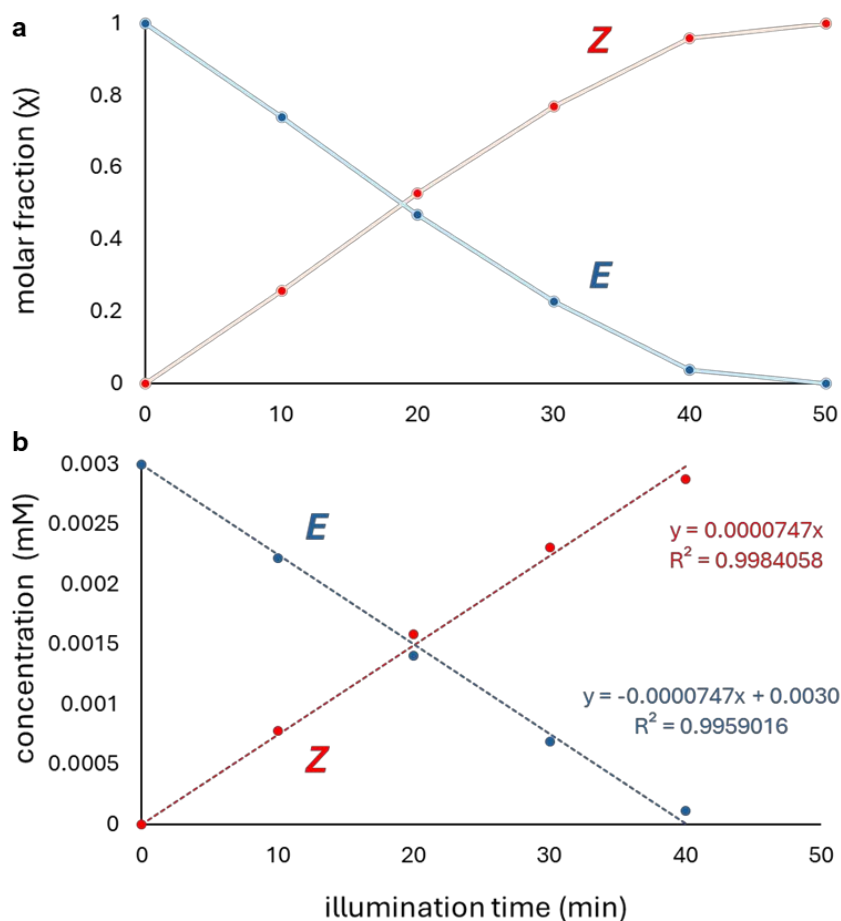 a
molar fraction (χ)
1
0.8
0.6
0.4
0.2
0
Z
E
0 10 20 30 40 50
b
concentration (mM)
0.003
0.0025
0.002
0.0015
0.001
0.0005
0
E
Z
y = 0.0000747x
R² = 0.9984058
y = -0.0000747x + 0.0030
R² = 0.9959016
0 10 20 30 40 50
illumination time (min)